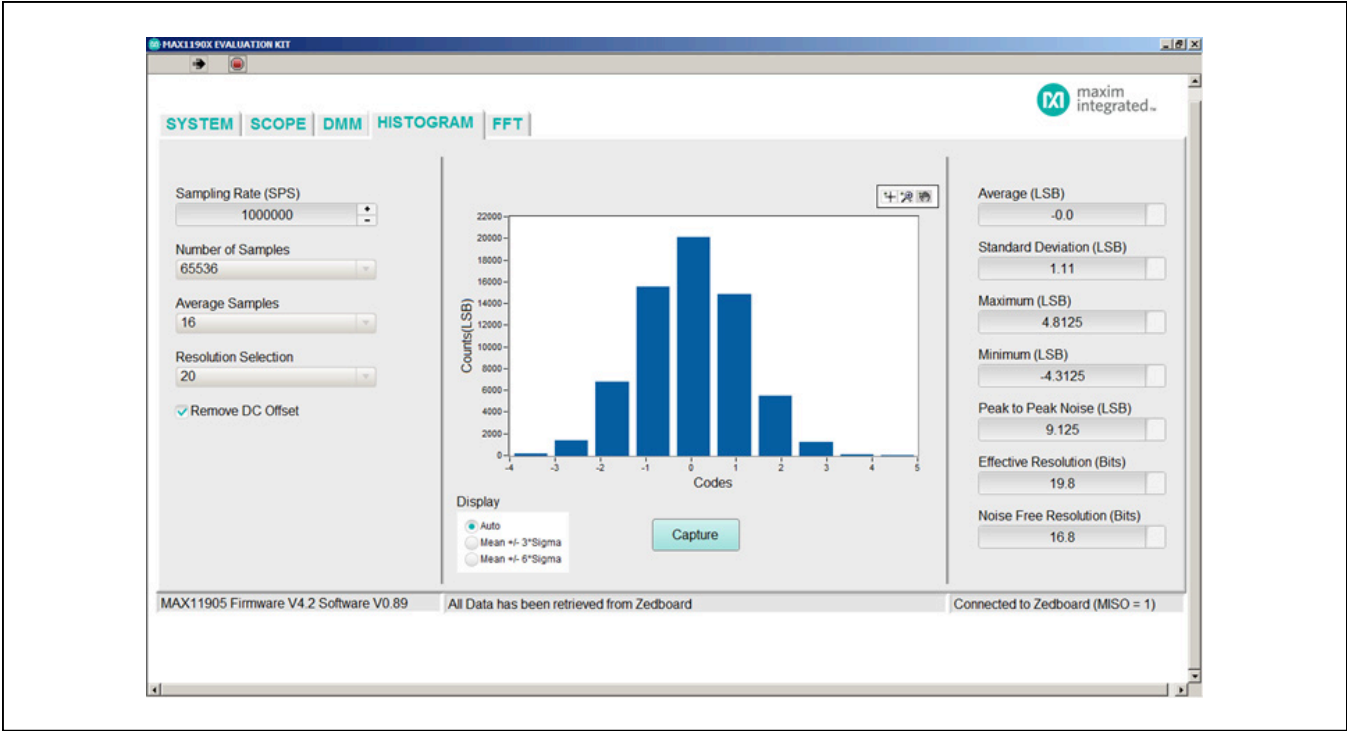 MAX1190X EVALUATION KIT
maxim
integrated™
SYSTEM SCOPE DMM HISTOGRAM FFT
Sampling Rate (SPS)
1000000
Number of Samples
65536
Average Samples
16
Resolution Selection
20
Remove DC Offset
22000
20000
18000
16000
14000
12000
10000
8000
6000
4000
2000
0
Counts(LSB)
-4 -3 -2 -1 0 1 2 3 4 5
Codes
Display
Auto
Mean +/- 3*Sigma
Mean +/- 6*Sigma
Capture
Average (LSB)
-0.0
Standard Deviation (LSB)
1.11
Maximum (LSB)
4.8125
Minimum (LSB)
-4.3125
Peak to Peak Noise (LSB)
9.125
Effective Resolution (Bits)
19.8
Noise Free Resolution (Bits)
16.8
MAX11905 Firmware V4.2 Software V0.89 All Data has been retrieved from Zedboard Connected to Zedboard (MISO = 1)